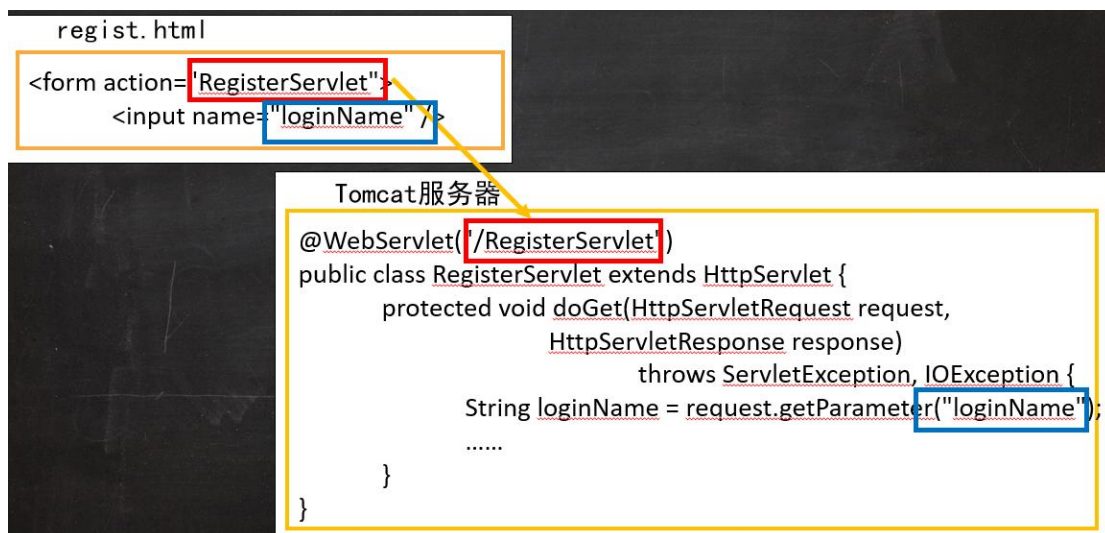 regist.html
<form action="RegisterServlet">
<input name="loginName" />
Tomcat服务器
@WebServlet("/RegisterServlet")
public class RegisterServlet extends HttpServlet {
protected void doGet(HttpServletRequest request,
HttpServletResponse response)
throws ServletException, IOException {
String loginName = request.getParameter("loginName");
......
}
}